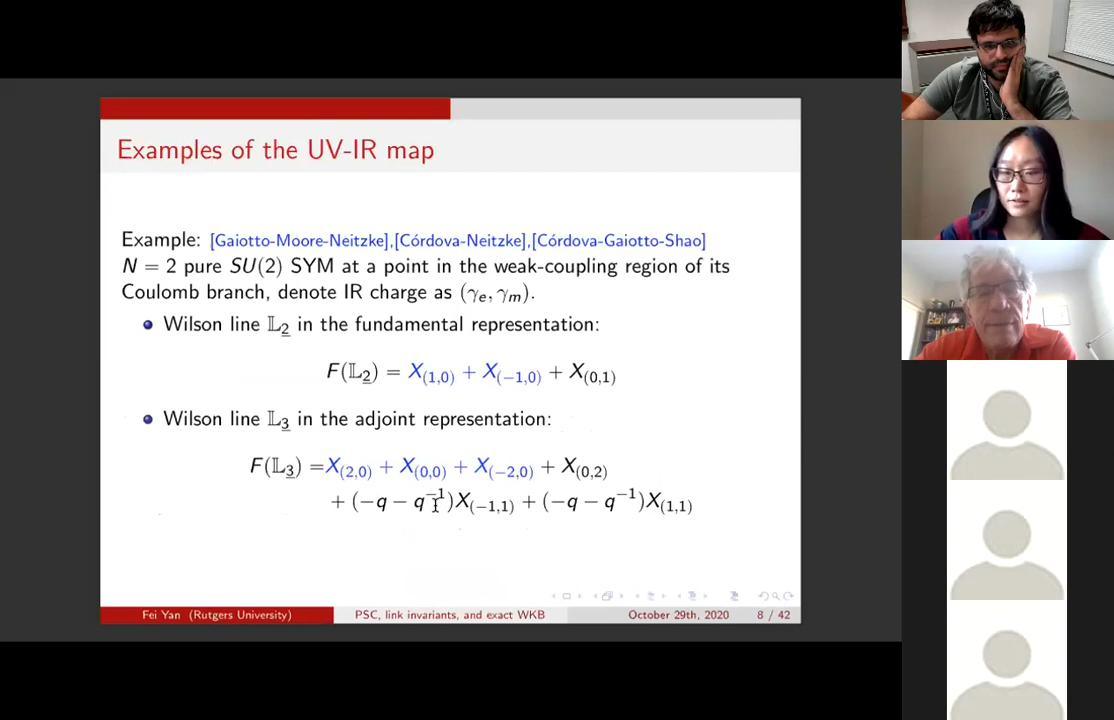 Examples of the UV-IR map
Example: [Gaiotto-Moore-Neitzke],[Córdova-Neitzke],[Córdova-Gaiotto-Shao]
N = 2 pure SU(2) SYM at a point in the weak-coupling region of its
Coulomb branch, denote IR charge as (γₑ, γₘ).
• Wilson line 𝕃₂ in the fundamental representation:
F(𝕃₂) = X₍₁,₀₎ + X₍₋₁,₀₎ + X₍₀,₁₎
• Wilson line 𝕃₃ in the adjoint representation:
F(𝕃₃) =X₍₂,₀₎ + X₍₀,₀₎ + X₍₋₂,₀₎ + X₍₀,₂₎
+ (−q − q⁻¹)X₍₋₁,₁₎ + (−q − q⁻¹)X₍₁,₁₎
Fei Yan (Rutgers University) PSC, link invariants, and exact WKB October 29th, 2020 8 / 42